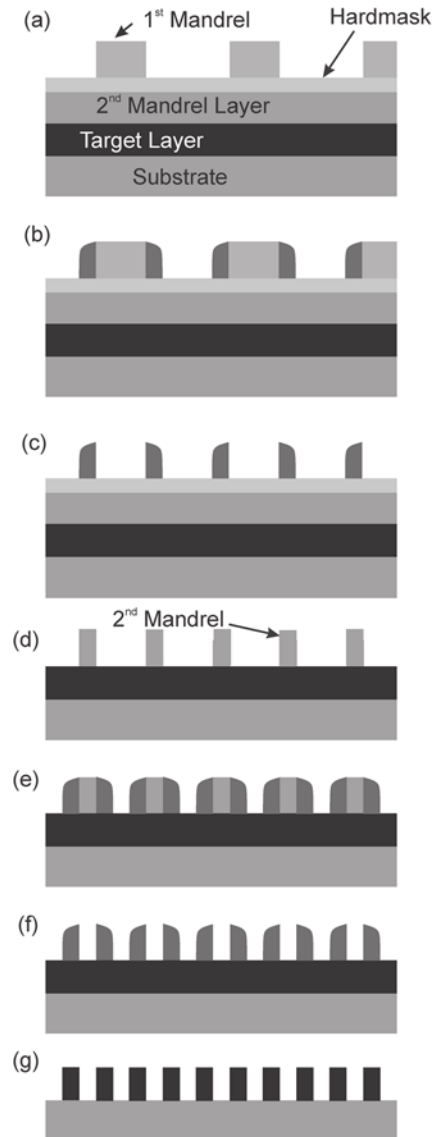 (a)
1st Mandrel
Hardmask
2nd Mandrel Layer
Target Layer
Substrate
(b)
(c)
(d)
2nd Mandrel
(e)
(f)
(g)